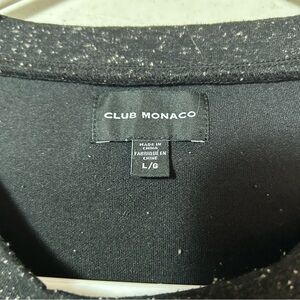 CLUB MONACO
MADE IN
CHINA
FABRIQUÉ EN
CHINE
L/G